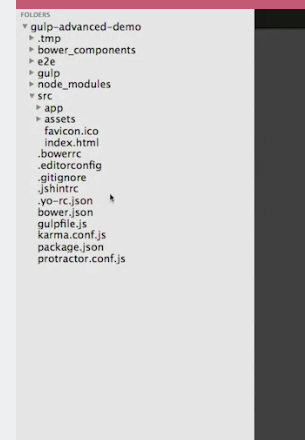 FOLDERS
gulp-advanced-demo
.tmp
bower_components
e2e
gulp
node_modules
src
app
assets
favicon.ico
index.html
.bowerrc
.editorconfig
.gitignore
.jshintrc
.yo-rc.json
bower.json
gulpfile.js
karma.conf.js
package.json
protractor.conf.js